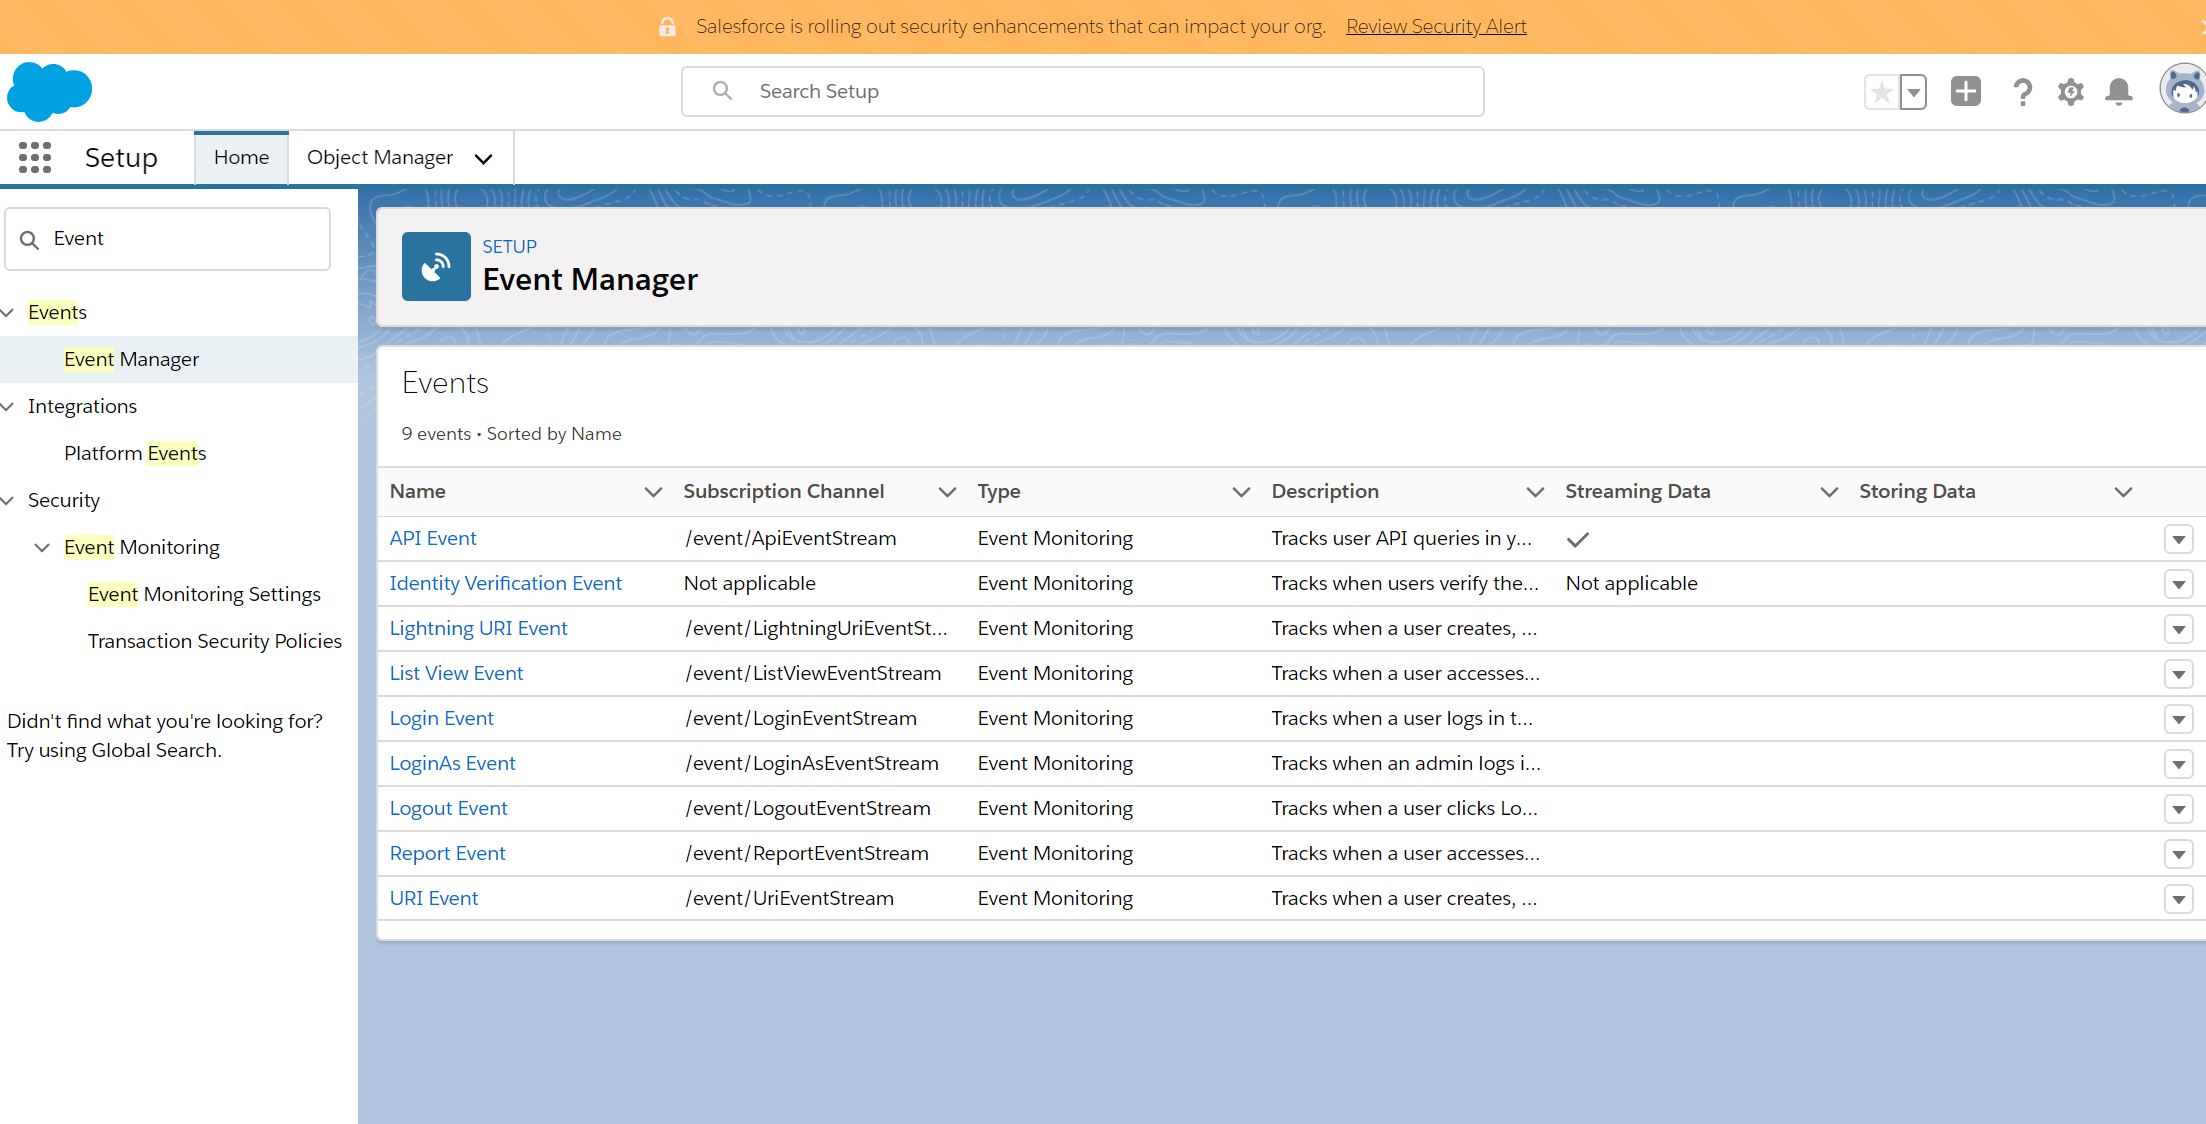 Salesforce is rolling out security enhancements that can impact your org. Review Security Alert
Search Setup
Setup Home Object Manager
Event
Events
Event Manager
Integrations
Platform Events
Security
Event Monitoring
Event Monitoring Settings
Transaction Security Policies
Didn't find what you're looking for?
Try using Global Search.
SETUP
Event Manager
Events
9 events • Sorted by Name
Name Subscription Channel Type Description Streaming Data Storing Data
API Event /event/ApiEventStream Event Monitoring Tracks user API queries in y...
Identity Verification Event Not applicable Event Monitoring Tracks when users verify the... Not applicable
Lightning URI Event /event/LightningUriEventSt... Event Monitoring Tracks when a user creates, ...
List View Event /event/ListViewEventStream Event Monitoring Tracks when a user accesses...
Login Event /event/LoginEventStream Event Monitoring Tracks when a user logs in t...
LoginAs Event /event/LoginAsEventStream Event Monitoring Tracks when an admin logs i...
Logout Event /event/LogoutEventStream Event Monitoring Tracks when a user clicks Lo...
Report Event /event/ReportEventStream Event Monitoring Tracks when a user accesses...
URI Event /event/UriEventStream Event Monitoring Tracks when a user creates, ...